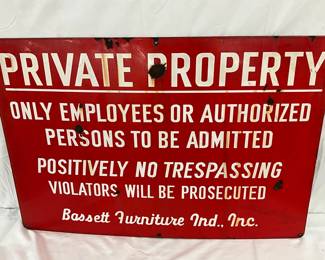 PRIVATE PROPERTY
ONLY EMPLOYEES OR AUTHORIZED
PERSONS TO BE ADMITTED
POSITIVELY NO TRESPASSING
VIOLATORS WILL BE PROSECUTED
Bassett Furniture Ind., Inc.